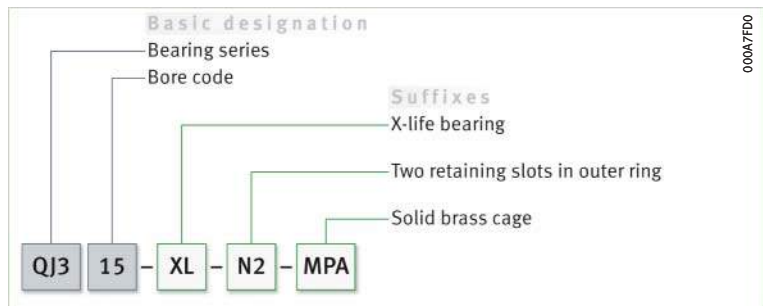 Basic designation
Bearing series
Bore code
Suffixes
X-life bearing
Two retaining slots in outer ring
Solid brass cage
QJ3 15 – XL – N2 – MPA
000A7FD0